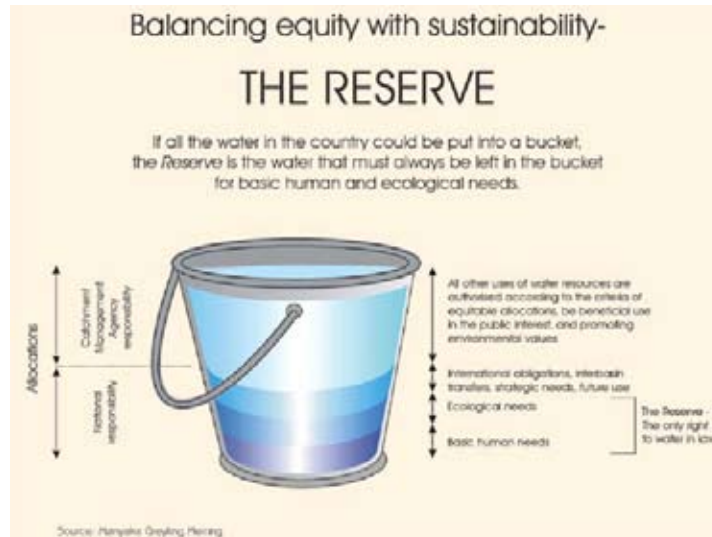 Balancing equity with sustainability-
THE RESERVE
If all the water in the country could be put into a bucket,
the Reserve is the water that must always be left in the bucket
for basic human and ecological needs.
Allocations
Catchment
Management
Agency
responsibility
National
responsibility
All other uses of water resources are
authorised according to the criteria of
equitable allocations, be beneficial use
in the public interest, and promoting
environmental values
International obligations, interbasin
transfers, strategic needs, future use
Ecological needs
Basic human needs
The Reserve -
The only right
to water in
Source: Manyaka Greyling Meiring